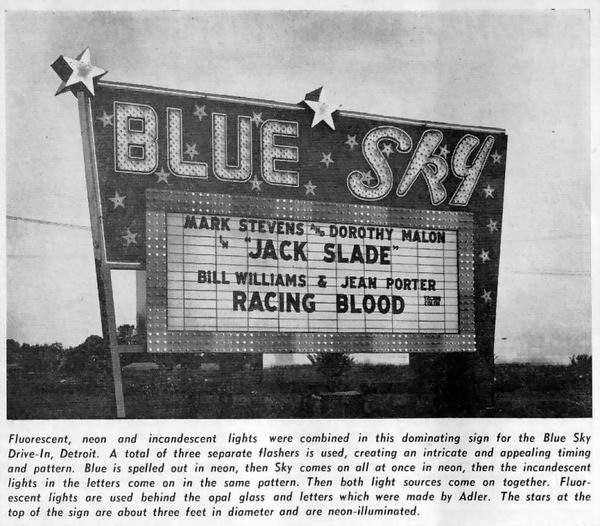 BLUE Sky
MARK STEVENS AND DOROTHY MALON
IN "JACK SLADE"
BILL WILLIAMS & JEAN PORTER
RACING BLOOD
Fluorescent, neon and incandescent lights were combined in this dominating sign for the Blue Sky
Drive-In, Detroit. A total of three separate flashers is used, creating an intricate and appealing timing
and pattern. Blue is spelled out in neon, then Sky comes on all at once in neon, then the incandescent
lights in the letters come on in the same pattern. Then both light sources come on together. Fluor-
escent lights are used behind the opal glass and letters which were made by Adler. The stars at the
top of the sign are about three feet in diameter and are neon-illuminated.